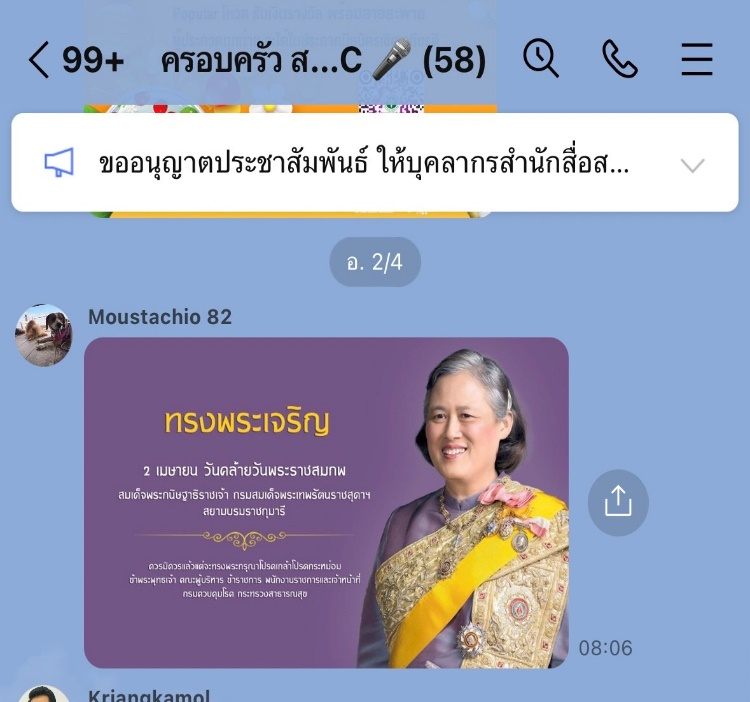 99+ ครอบครัว ส...C 🎤 (58)
ขออนุญาตประชาสัมพันธ์ ให้บุคลากรสำนักสื่อส...
อ. 2/4
Moustachio 82
ทรงพระเจริญ
2 เมษายน วันคล้ายวันพระราชสมภพ
สมเด็จพระกนิษฐาธิราชเจ้า กรมสมเด็จพระเทพรัตนราชสุดาฯ
สยามบรมราชกุมารี
ควรมิควรแล้วแต่จะทรงพระกรุณาโปรดเกล้าโปรดกระหม่อม
ข้าพระพุทธเจ้า คณะผู้บริหาร ข้าราชการ พนักงานราชการและเจ้าหน้าที่
กรมควบคุมโรค กระทรวงสาธารณสุข
08:06
Kriangkamol